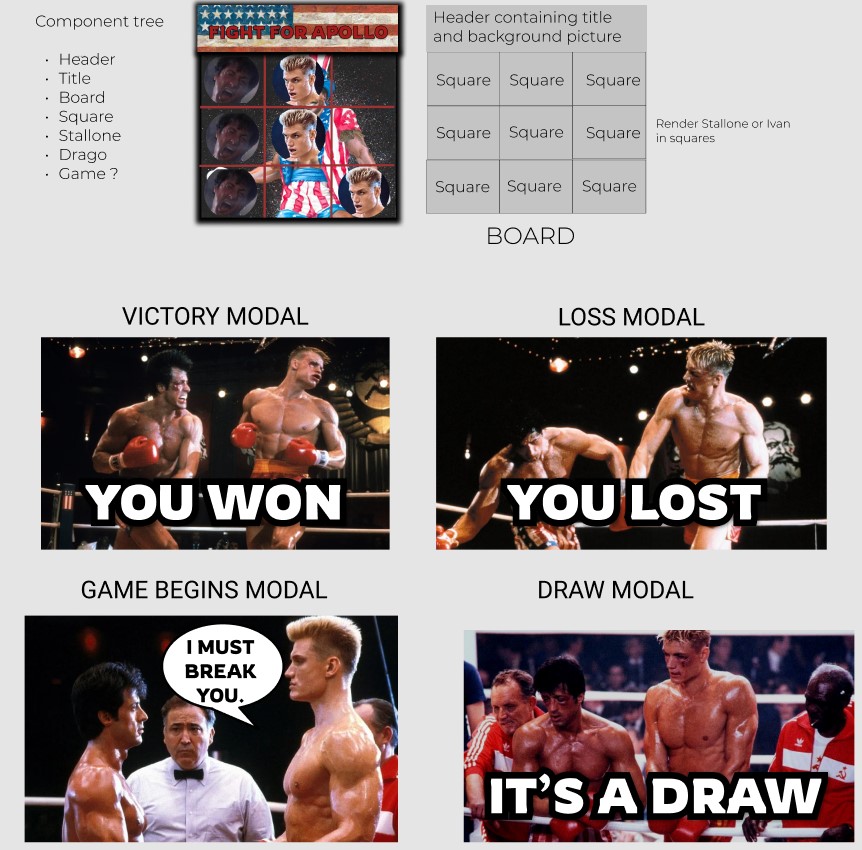 Component tree
• Header
• Title
• Board
• Square
• Stallone
• Drago
• Game ?
FIGHT FOR APOLLO
Header containing title
and background picture
Square Square Square
Square Square Square
Square Square Square
Render Stallone or Ivan
in squares
BOARD
VICTORY MODAL
YOU WON
LOSS MODAL
YOU LOST
GAME BEGINS MODAL
I MUST
BREAK
YOU.
DRAW MODAL
IT'S A DRAW